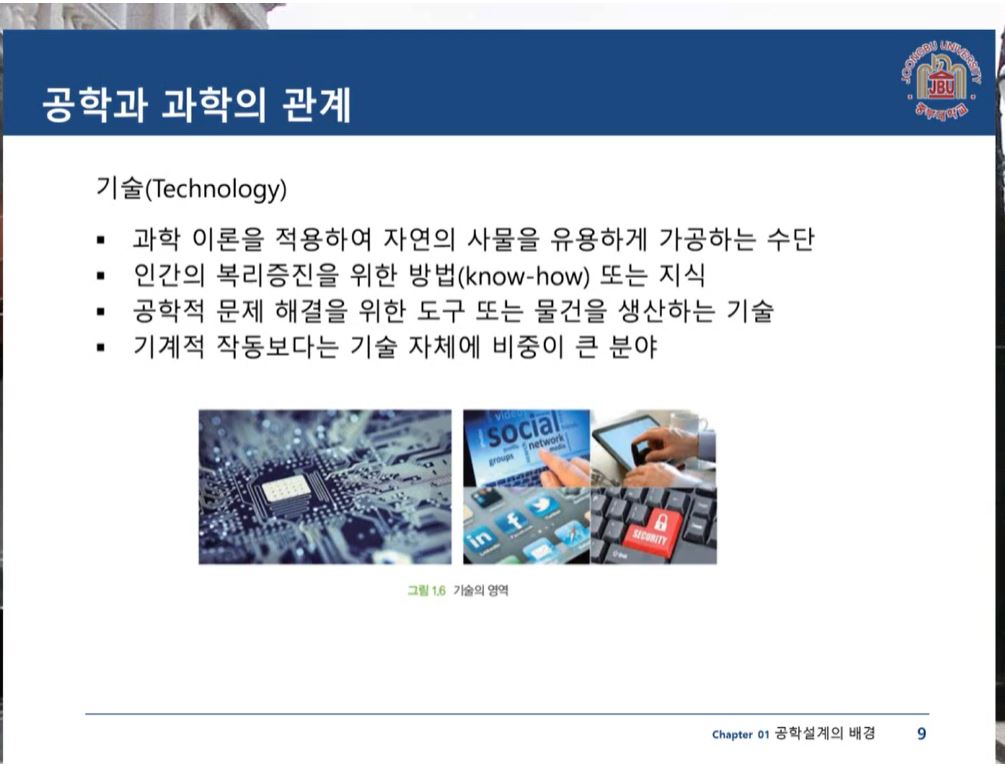 공학과 과학의 관계
JOONGBU UNIVERSITY
JBU
중부대학교
기술(Technology)
▪ 과학 이론을 적용하여 자연의 사물을 유용하게 가공하는 수단
▪ 인간의 복리증진을 위한 방법(know-how) 또는 지식
▪ 공학적 문제 해결을 위한 도구 또는 물건을 생산하는 기술
▪ 기계적 작동보다는 기술 자체에 비중이 큰 분야
video
social
network
groups
media
in
f
SECURITY
그림 1.6 기술의 영역
Chapter 01 공학설계의 배경 9